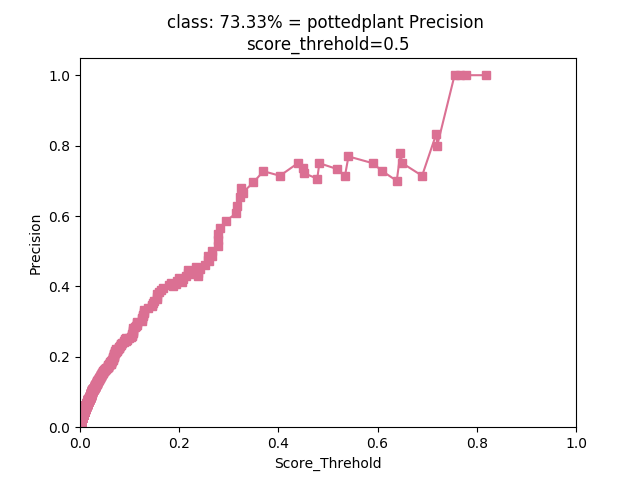 class: 73.33% = pottedplant Precision
score_threhold=0.5
1.0
0.8
0.6
0.4
0.2
0.0
Precision
0.0 0.2 0.4 0.6 0.8 1.0
Score_Threhold